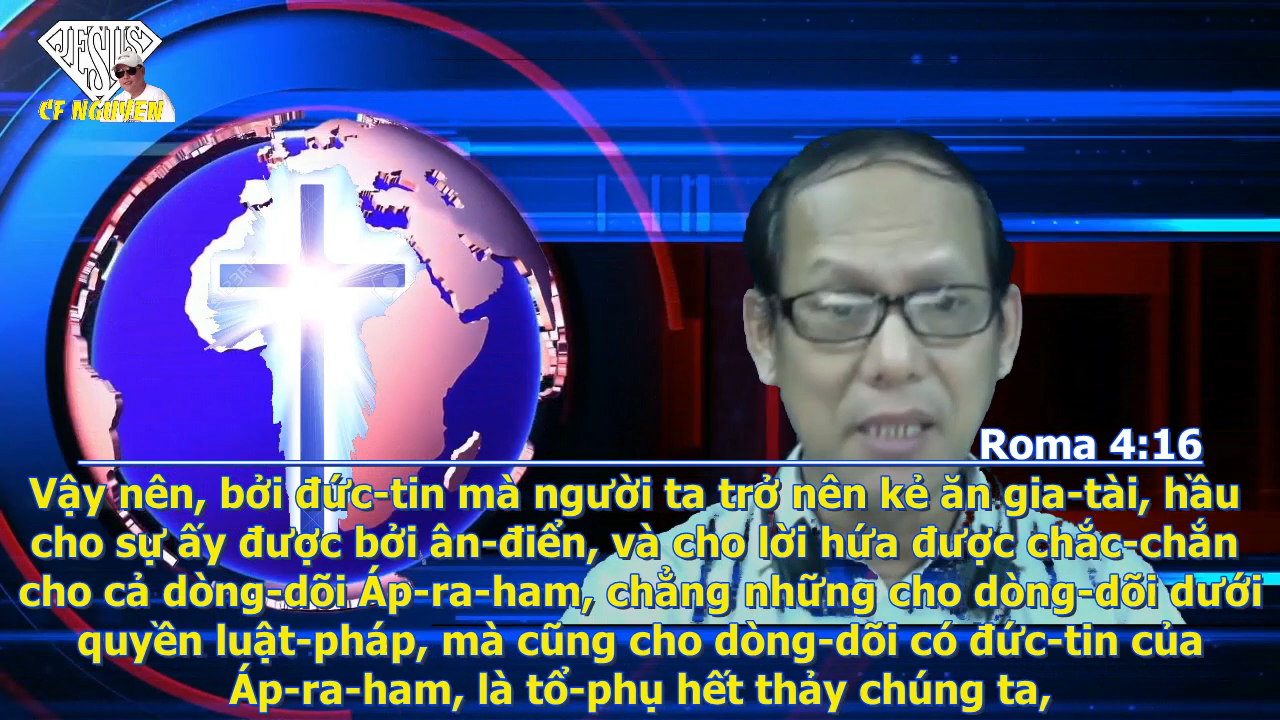 JESUS
CF NGUYEN
Roma 4:16
Vậy nên, bởi đức-tin mà người ta trở nên kẻ ăn gia-tài, hầu
cho sự ấy được bởi ân-điển, và cho lời hứa được chắc-chắn
cho cả dòng-dõi Áp-ra-ham, chẳng những cho dòng-dõi dưới
quyền luật-pháp, mà cũng cho dòng-dõi có đức-tin của
Áp-ra-ham, là tổ-phụ hết thảy chúng ta,